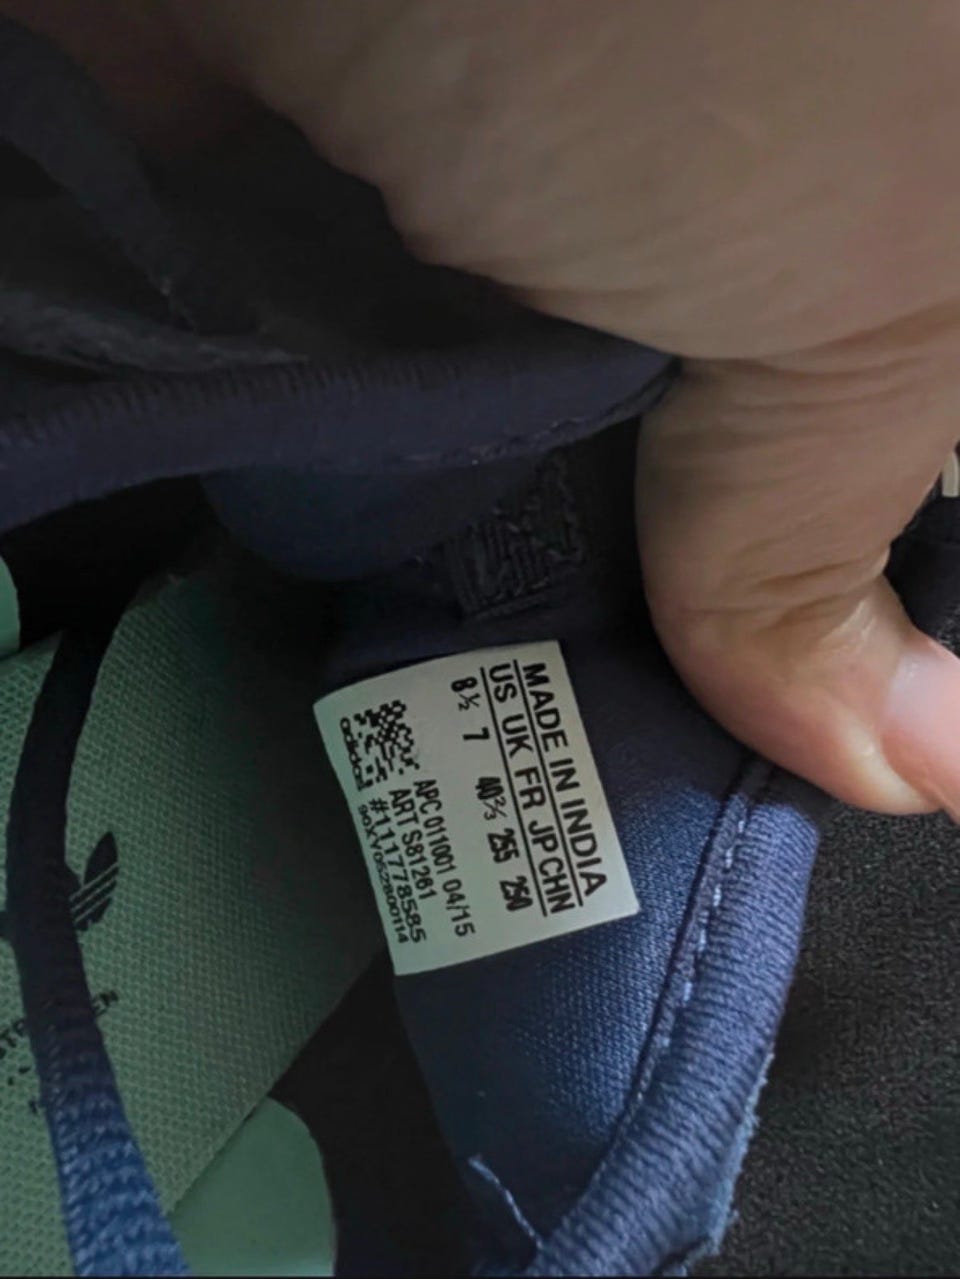 MADE IN INDIA
US UK FR JP CHN
8½ 7 40⅔ 255 250
adidas
APC 011001 04/15
ART S81261
#111778585